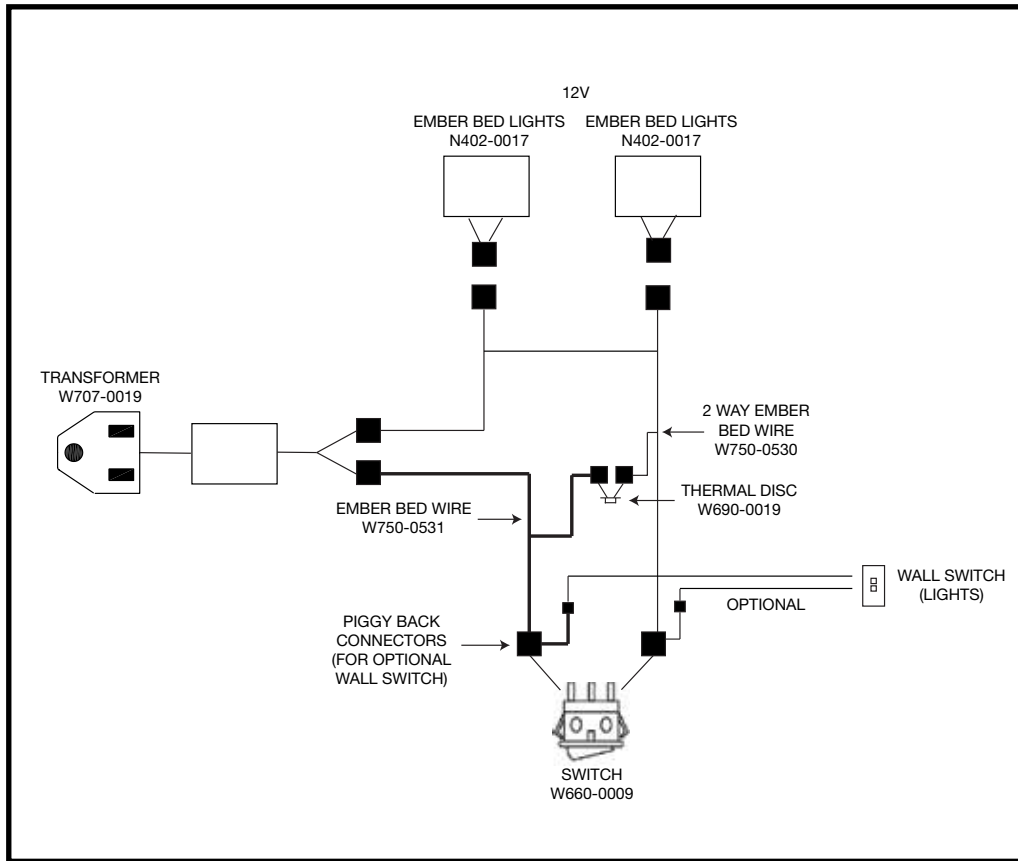 12V
EMBER BED LIGHTS
N402-0017
EMBER BED LIGHTS
N402-0017
TRANSFORMER
W707-0019
2 WAY EMBER
BED WIRE
W750-0530
THERMAL DISC
W690-0019
EMBER BED WIRE
W750-0531
WALL SWITCH
(LIGHTS)
OPTIONAL
PIGGY BACK
CONNECTORS
(FOR OPTIONAL
WALL SWITCH)
SWITCH
W660-0009